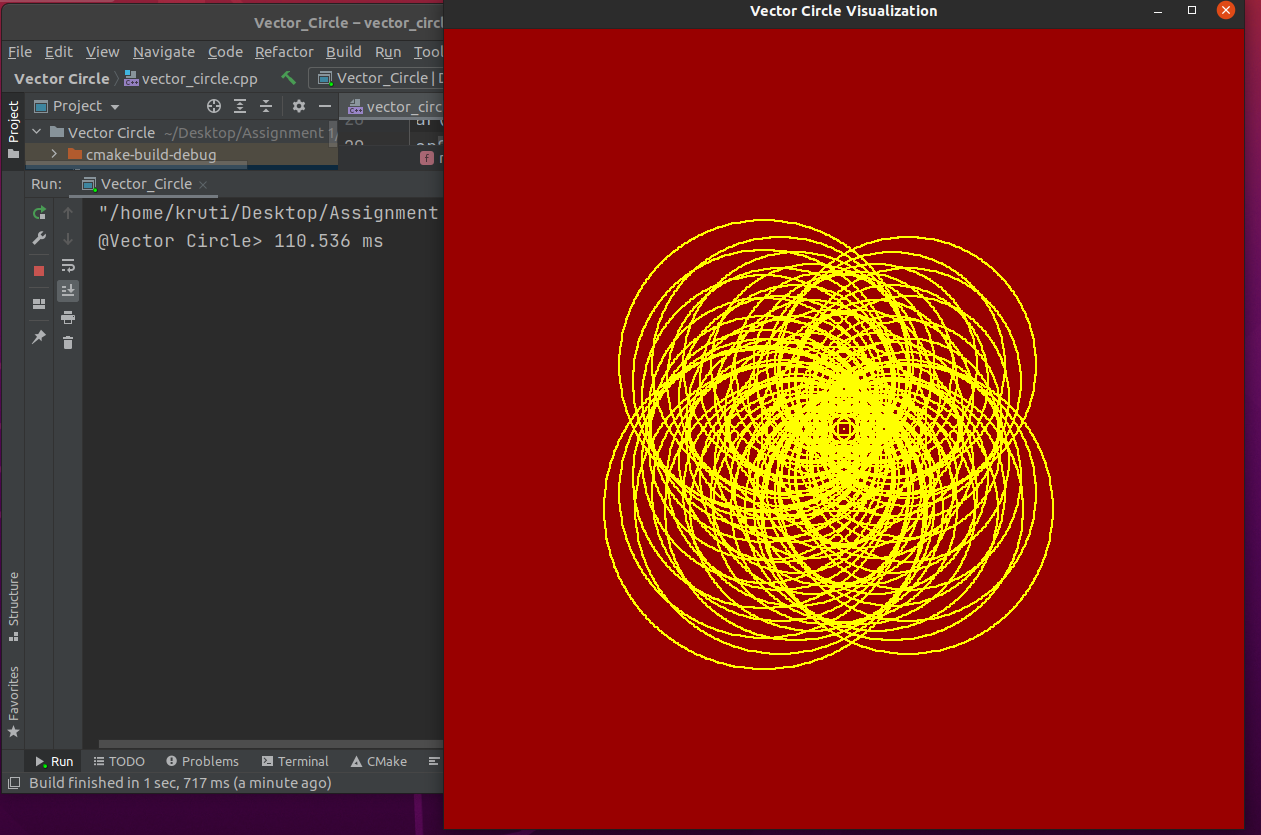 Vector_Circle – vector_circ
Vector Circle Visualization
File Edit View Navigate Code Refactor Build Run Tool
Vector Circle vector_circle.cpp Vector_Circle | D
Project
Project vector_circ
Vector Circle ~/Desktop/Assignment 1/
cmake-build-debug
Run: Vector_Circle
"/home/kruti/Desktop/Assignment
@Vector Circle> 110.536 ms
Structure
Favorites
Run TODO Problems Terminal CMake
Build finished in 1 sec, 717 ms (a minute ago)